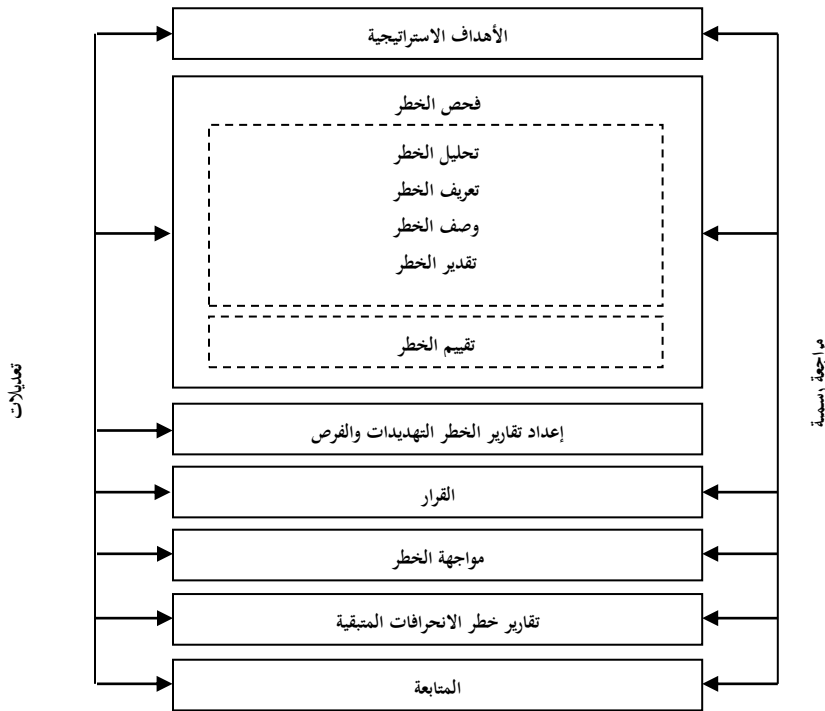 الأهداف الاستراتيجية
فحص الخطر
تحليل الخطر
تعريف الخطر
وصف الخطر
تقدير الخطر
تقييم الخطر
إعداد تقارير الخطر التهديدات والفرص
القرار
مواجهة الخطر
تقارير خطر الانحرافات المتبقية
المتابعة
مراجعة رسمية
تعديلات